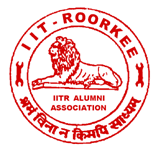 IIT-ROORKEE
IITR ALUMNI
ASSOCIATION
श्रमं विना न किमपि साध्यम्